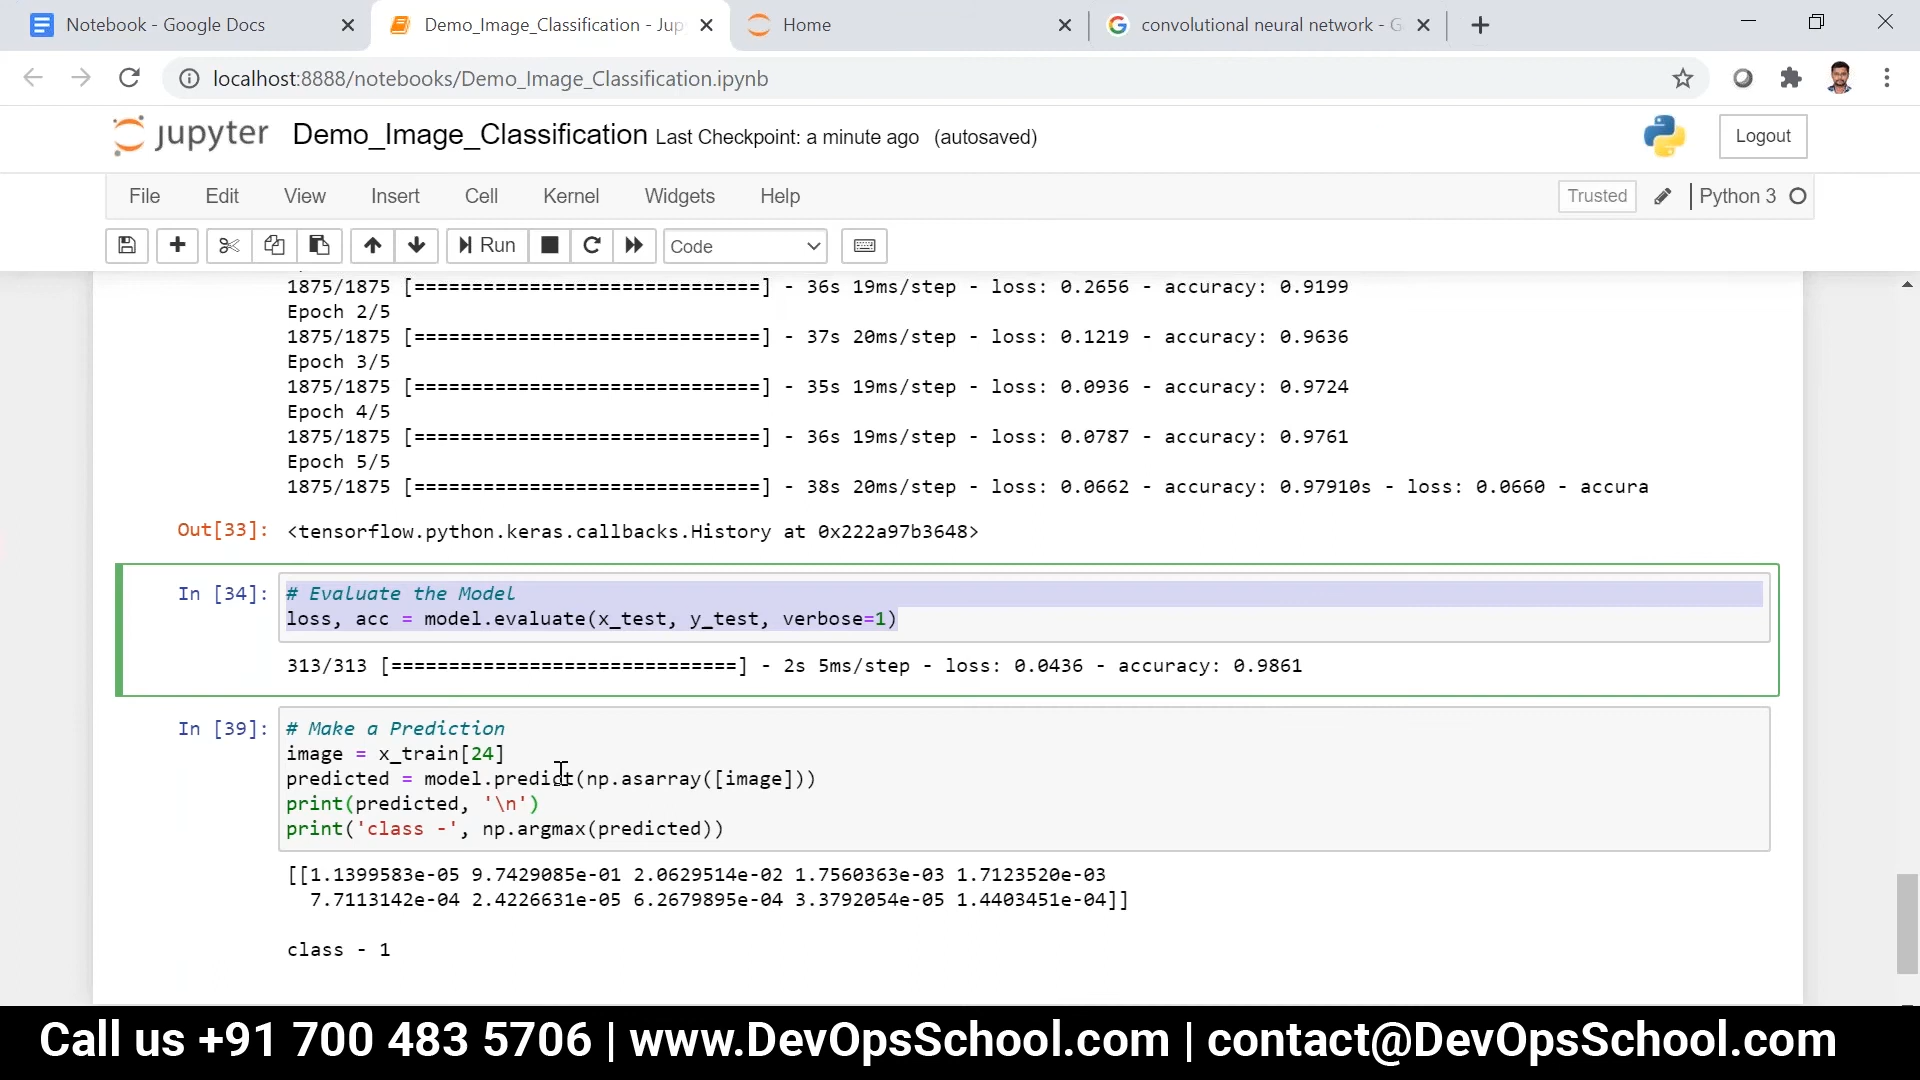 Notebook - Google Docs
Demo_Image_Classification - Jup
Home
convolutional neural network - G
localhost:8888/notebooks/Demo_Image_Classification.ipynb
jupyter Demo_Image_Classification Last Checkpoint: a minute ago (autosaved)
Logout
File Edit View Insert Cell Kernel Widgets Help
Trusted Python 3
Run Code
1875/1875 [==============================] - 36s 19ms/step - loss: 0.2656 - accuracy: 0.9199
Epoch 2/5
1875/1875 [==============================] - 37s 20ms/step - loss: 0.1219 - accuracy: 0.9636
Epoch 3/5
1875/1875 [==============================] - 35s 19ms/step - loss: 0.0936 - accuracy: 0.9724
Epoch 4/5
1875/1875 [==============================] - 36s 19ms/step - loss: 0.0787 - accuracy: 0.9761
Epoch 5/5
1875/1875 [==============================] - 38s 20ms/step - loss: 0.0662 - accuracy: 0.97910s - loss: 0.0660 - accura
Out[33]: <tensorflow.python.keras.callbacks.History at 0x222a97b3648>
In [34]: # Evaluate the Model
loss, acc = model.evaluate(x_test, y_test, verbose=1)
313/313 [==============================] - 2s 5ms/step - loss: 0.0436 - accuracy: 0.9861
In [39]: # Make a Prediction
image = x_train[24]
predicted = model.predict(np.asarray([image]))
print(predicted, '\n')
print('class -', np.argmax(predicted))
[[1.1399583e-05 9.7429085e-01 2.0629514e-02 1.7560363e-03 1.7123520e-03
7.7113142e-04 2.4226631e-05 6.2679895e-04 3.3792054e-05 1.4403451e-04]]
class - 1
Call us +91 700 483 5706 | www.DevOpsSchool.com | contact@DevOpsSchool.com